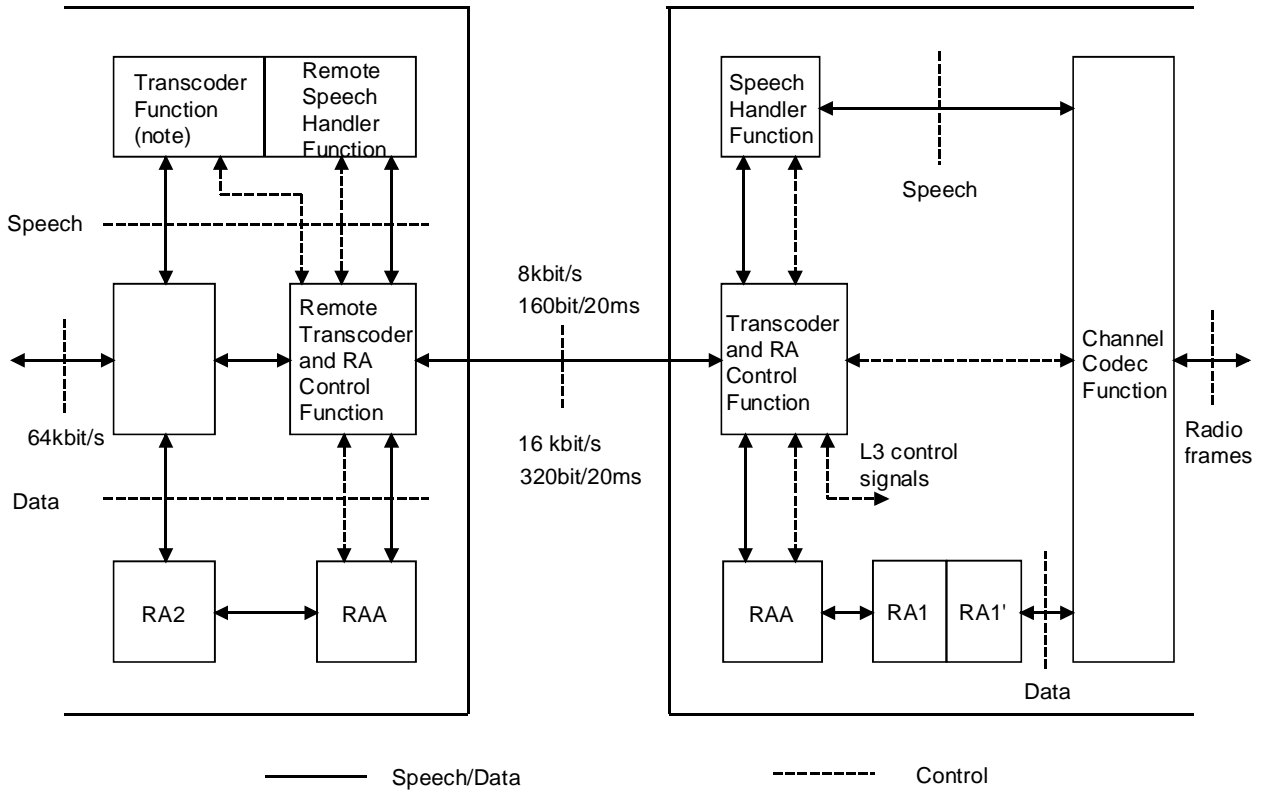 Transcoder
Function
(note)
Remote
Speech
Handler
Function
Speech
Remote
Transcoder
and RA
Control
Function
64kbit/s
Data
RA2
RAA
8kbit/s
160bit/20ms
16 kbit/s
320bit/20ms
Speech
Handler
Function
Speech
Transcoder
and RA
Control
Function
Channel
Codec
Function
Radio
frames
L3 control
signals
RAA
RA1
RA1'
Data
Speech/Data
Control